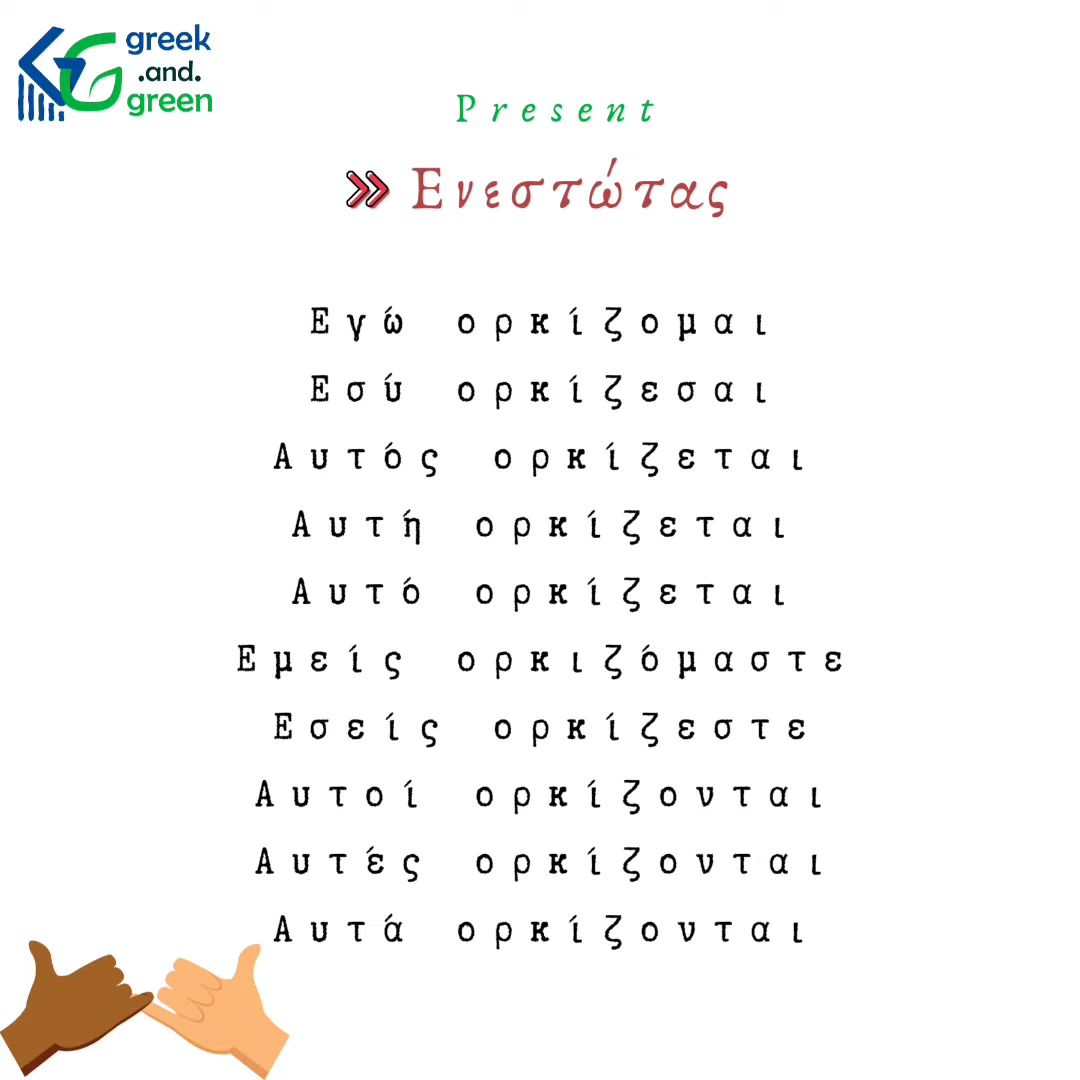 greek
.and.
green
Present
Ενεστώτας
Εγώ ορκίζομαι
Εσύ ορκίζεσαι
Αυτός ορκίζεται
Αυτή ορκίζεται
Αυτό ορκίζεται
Εμείς ορκιζόμαστε
Εσείς ορκίζεστε
Αυτοί ορκίζονται
Αυτές ορκίζονται
Αυτά ορκίζονται